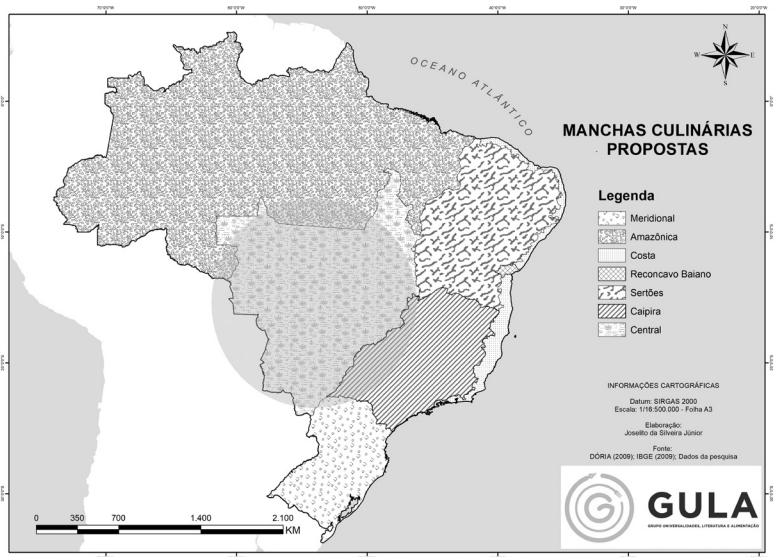 70°0'0"W 60°0'0"W 50°0'0"W 40°0'0"W 30°0'0"W 20°0'0"W
N
W E
S
OCEANO ATLÂNTICO
MANCHAS CULINÁRIAS
PROPOSTAS
Legenda
Meridional
Amazônica
Costa
Reconcavo Baiano
Sertões
Caipira
Central
INFORMAÇÕES CARTOGRÁFICAS
Datum: SIRGAS 2000
Escala: 1/16:500.000 - Folha A3
Elaboração:
Joselito da Silveira Júnior
Fonte:
DÓRIA (2009); IBGE (2009); Dados da pesquisa
0 350 700 1.400 2.100
KM
GULA
GRUPO UNIVERSALIDADES, LITERATURA E ALIMENTAÇÃO